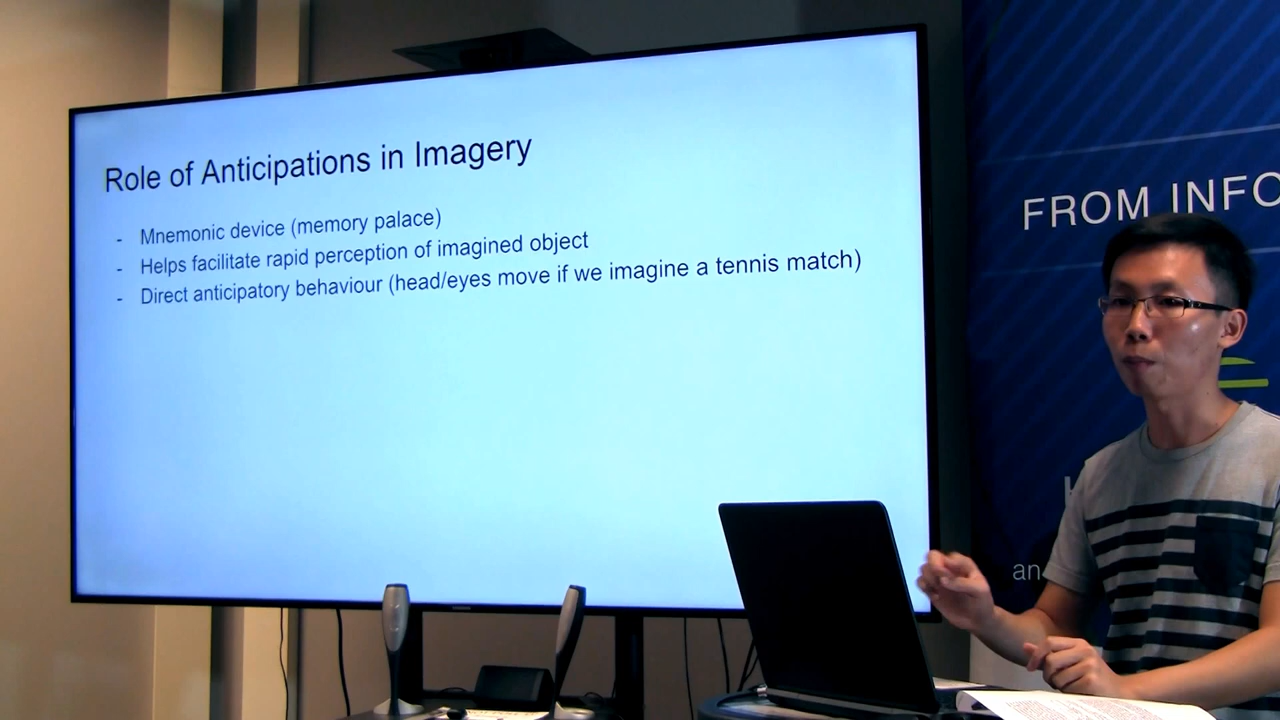 Role of Anticipations in Imagery
- Mnemonic device (memory palace)
- Helps facilitate rapid perception of imagined object
- Direct anticipatory behaviour (head/eyes move if we imagine a tennis match)
FROM INFO
an